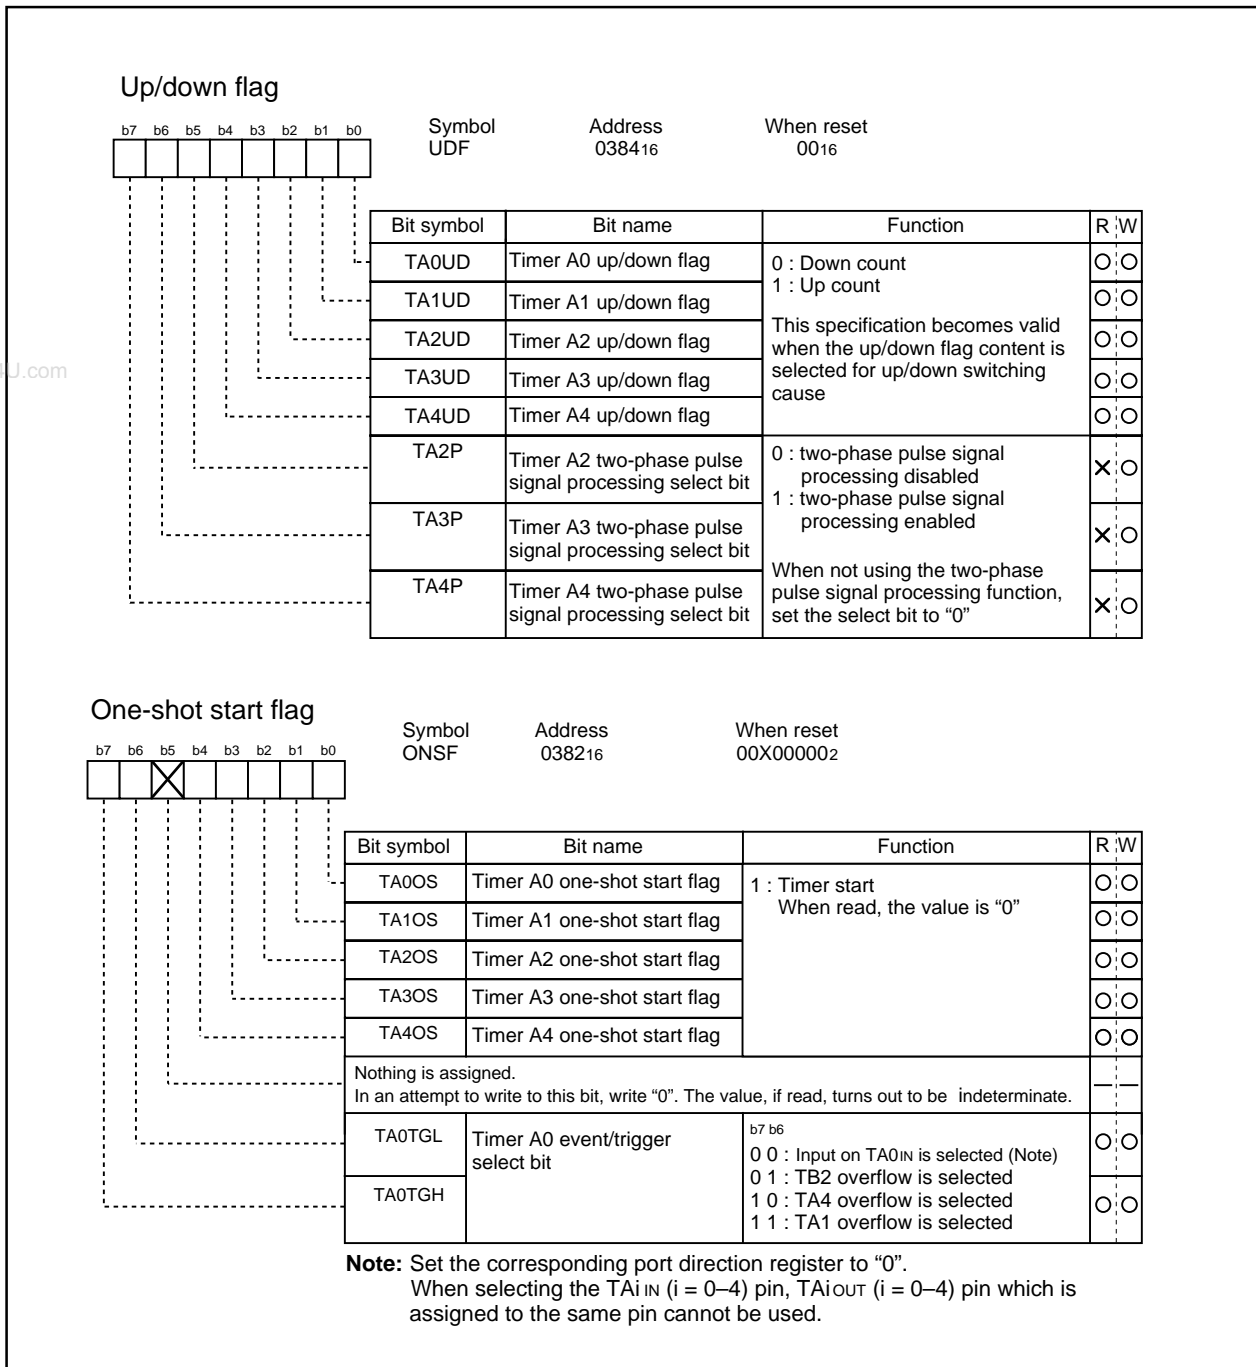 Up/down flag
b7 b6 b5 b4 b3 b2 b1 b0
Symbol Address When reset
UDF 038416 0016
Bit symbol Bit name Function R W
TA0UD Timer A0 up/down flag
0 : Down count
1 : Up count
TA1UD Timer A1 up/down flag
This specification becomes valid
when the up/down flag content is
selected for up/down switching
cause
TA2UD Timer A2 up/down flag
TA3UD Timer A3 up/down flag
TA4UD Timer A4 up/down flag
TA2P
Timer A2 two-phase pulse
signal processing select bit
0 : two-phase pulse signal
processing disabled
1 : two-phase pulse signal
processing enabled
TA3P
Timer A3 two-phase pulse
signal processing select bit
When not using the two-phase
pulse signal processing function,
set the select bit to “0”
TA4P
Timer A4 two-phase pulse
signal processing select bit
4U.com
One-shot start flag
b7 b6 b5 b4 b3 b2 b1 b0
Symbol Address When reset
ONSF 038216 00X000002
Bit symbol Bit name Function R W
TA0OS Timer A0 one-shot start flag
1 : Timer start
When read, the value is “0”
TA1OS Timer A1 one-shot start flag
TA2OS Timer A2 one-shot start flag
TA3OS Timer A3 one-shot start flag
TA4OS Timer A4 one-shot start flag
Nothing is assigned.
In an attempt to write to this bit, write “0”. The value, if read, turns out to be indeterminate.
TA0TGL
Timer A0 event/trigger
select bit
b7 b6
0 0 : Input on TA0IN is selected (Note)
0 1 : TB2 overflow is selected
1 0 : TA4 overflow is selected
1 1 : TA1 overflow is selected
TA0TGH
Note: Set the corresponding port direction register to “0”.
When selecting the TAiIN (i = 0–4) pin, TAiOUT (i = 0–4) pin which is
assigned to the same pin cannot be used.